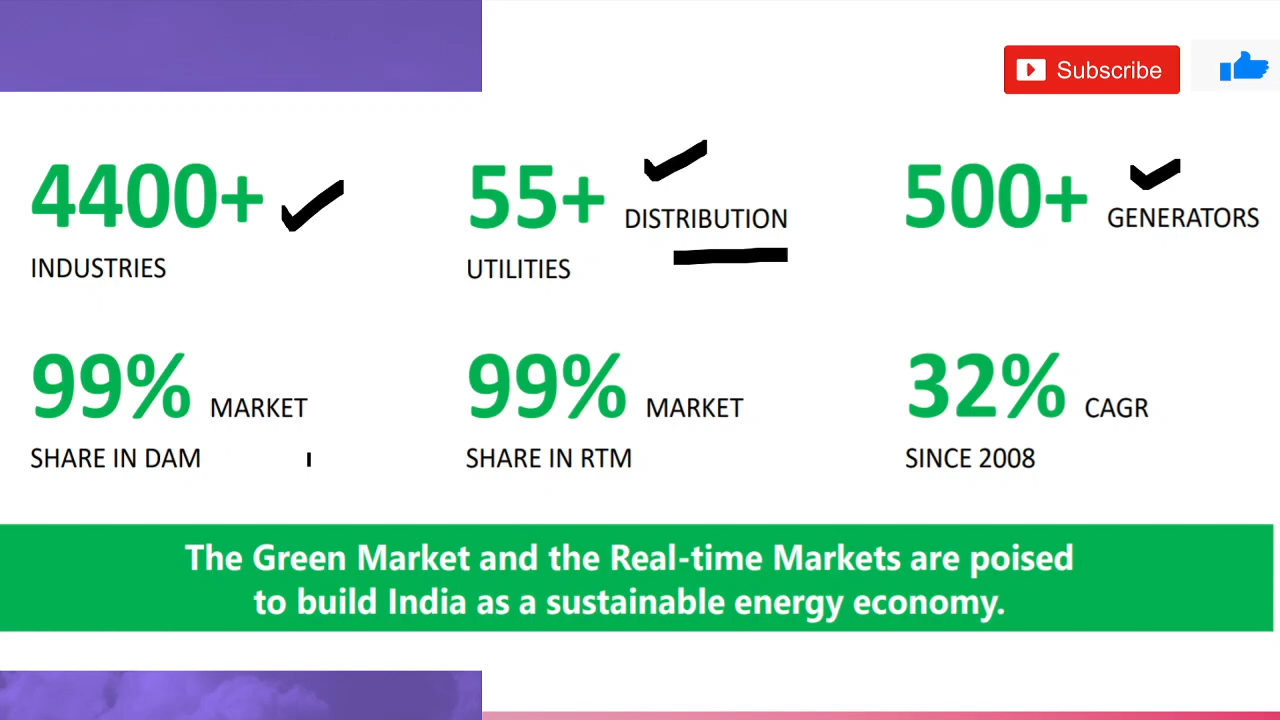 Subscribe
4400+
INDUSTRIES
55+ DISTRIBUTION
UTILITIES
500+ GENERATORS
99% MARKET
SHARE IN DAM
99% MARKET
SHARE IN RTM
32% CAGR
SINCE 2008
The Green Market and the Real-time Markets are poised
to build India as a sustainable energy economy.